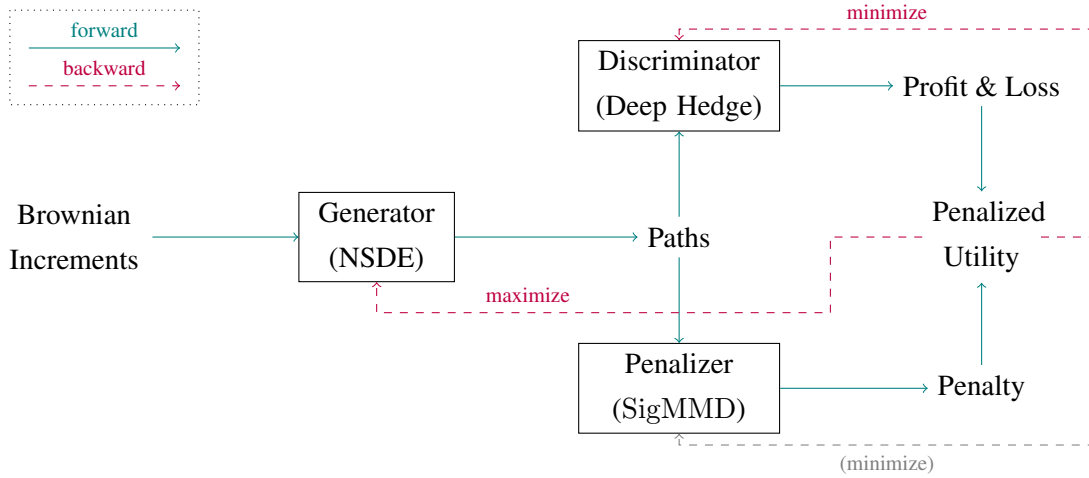 forward
backward
minimize
Discriminator
(Deep Hedge)
Profit & Loss
Brownian
Increments
Generator
(NSDE)
Paths
Penalized
Utility
maximize
Penalizer
(SigMMD)
Penalty
(minimize)